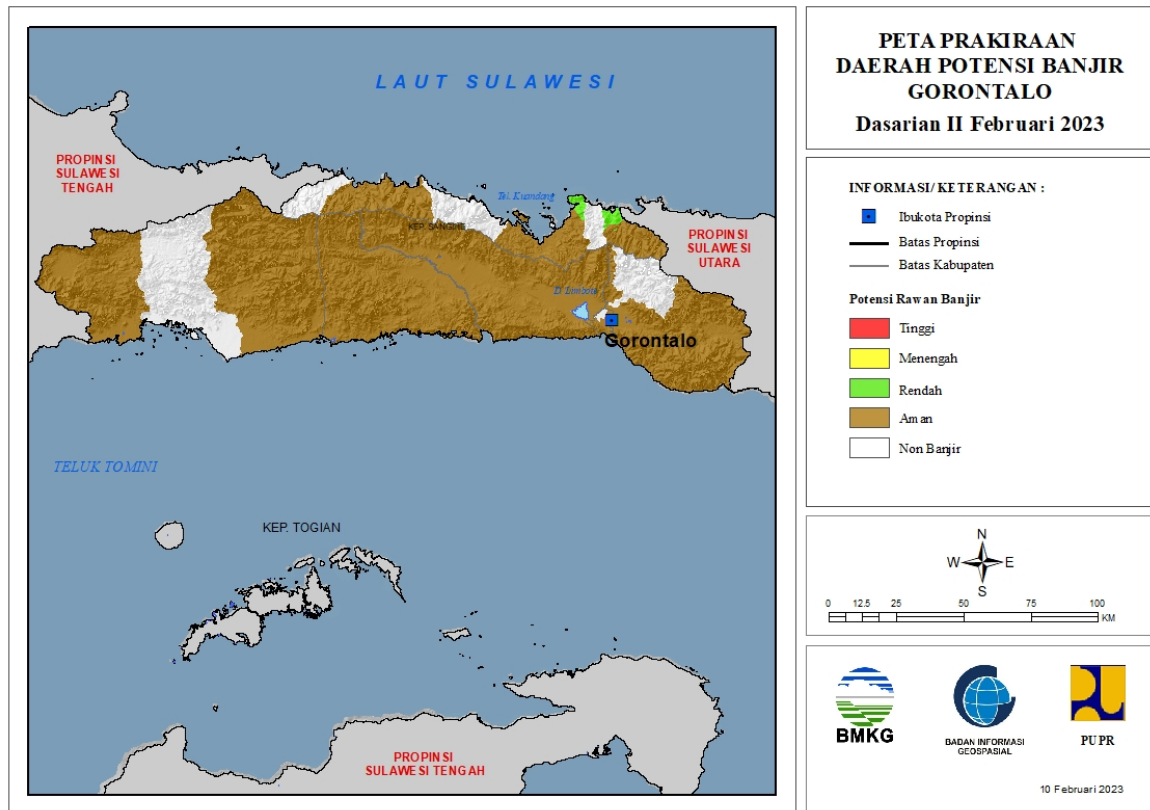 LAUT SULAWESI
PROPINSI
SULAWESI
TENGAH
Tel. Kwandang
KEP. SANGIHE
PROPINSI
SULAWESI
UTARA
D. Limboto
Gorontalo
TELUK TOMINI
KEP. TOGIAN
PROPINSI
SULAWESI TENGAH
PETA PRAKIRAAN
DAERAH POTENSI BANJIR
GORONTALO
Dasarian II Februari 2023
INFORMASI/ KETERANGAN :
Ibukota Propinsi
Batas Propinsi
Batas Kabupaten
Potensi Rawan Banjir
Tinggi
Menengah
Rendah
Aman
Non Banjir
N
W E
S
0 12.5 25 50 75 100
KM
BMKG
BADAN INFORMASI
GEOSPASIAL
PUPR
10 Februari 2023